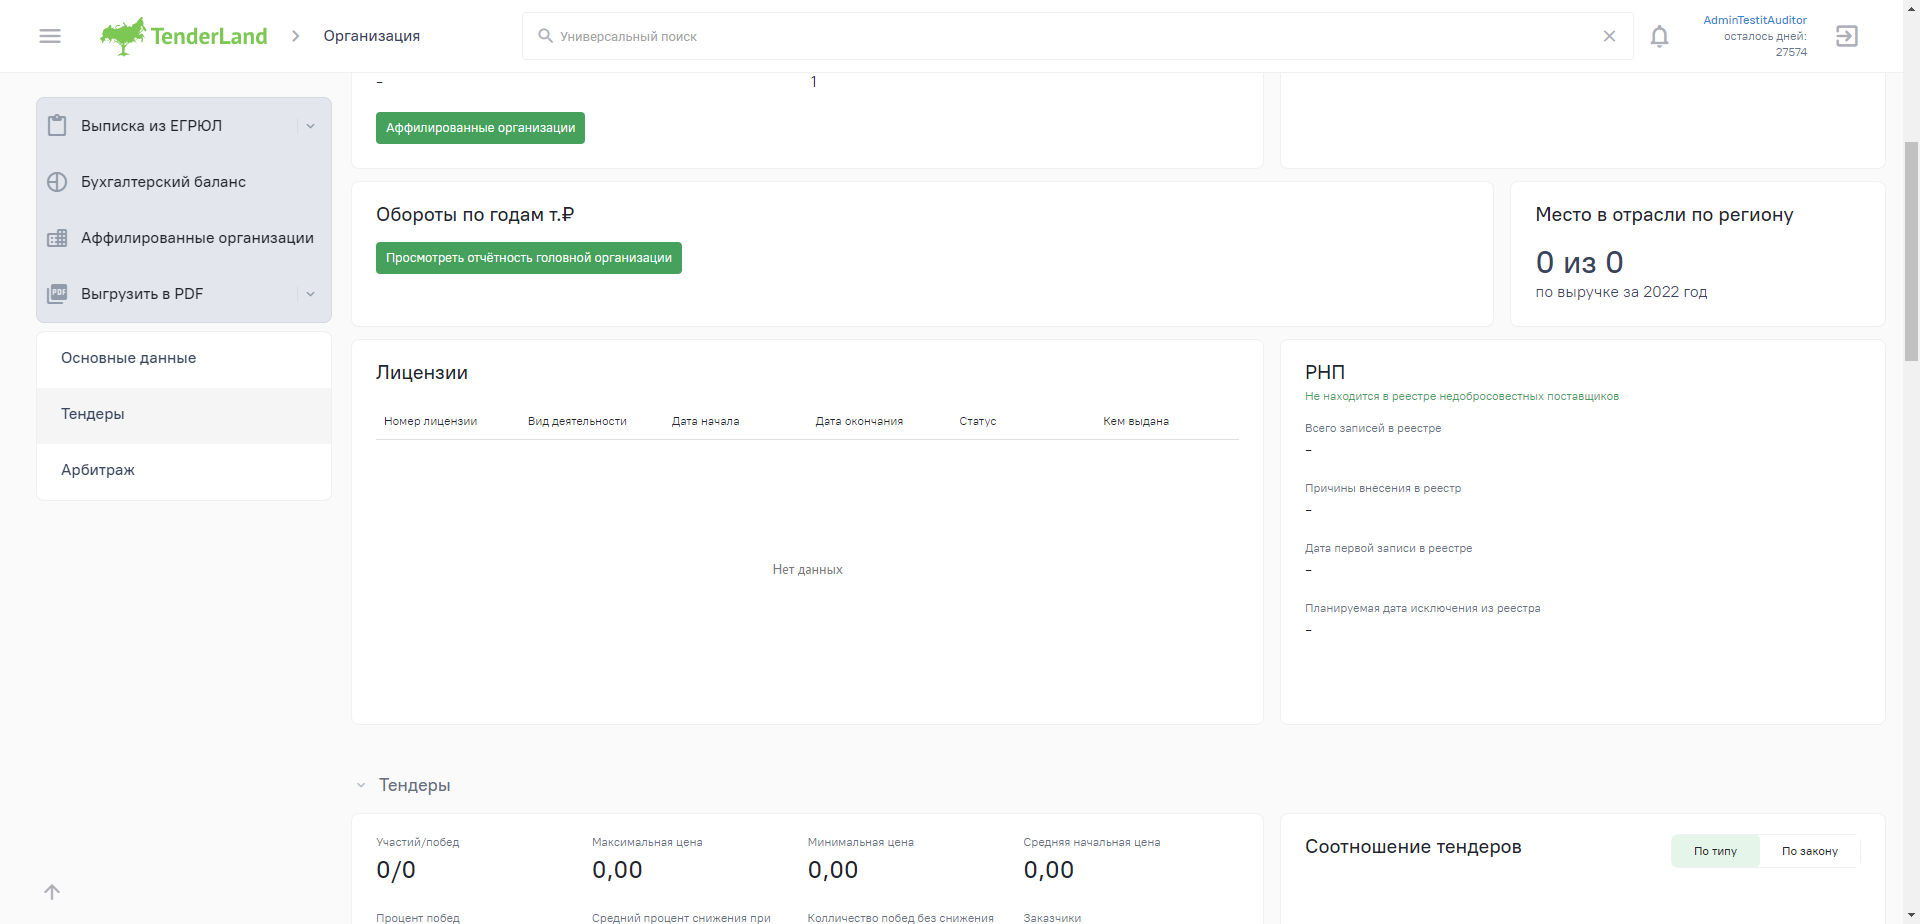 TenderLand
Организация
Универсальный поиск
AdminTestitAuditor
осталось дней:
27574
Выписка из ЕГРЮЛ
Бухгалтерский баланс
Аффилированные организации
PDF
Выгрузить в PDF
Основные данные
Тендеры
Арбитраж
– 1
Аффилированные организации
Обороты по годам т.₽
Просмотреть отчётность головной организации
Место в отрасли по региону
0 из 0
по выручке за 2022 год
Лицензии
Номер лицензии Вид деятельности Дата начала Дата окончания Статус Кем выдана
Нет данных
РНП
Не находится в реестре недобросовестных поставщиков
Всего записей в реестре
–
Причины внесения в реестр
–
Дата первой записи в реестре
–
Планируемая дата исключения из реестра
–
Тендеры
Участий/побед Максимальная цена Минимальная цена Средняя начальная цена
0/0 0,00 0,00 0,00
Процент побед Средний процент снижения при Колличество побед без снижения Заказчики
Соотношение тендеров
По типу По закону